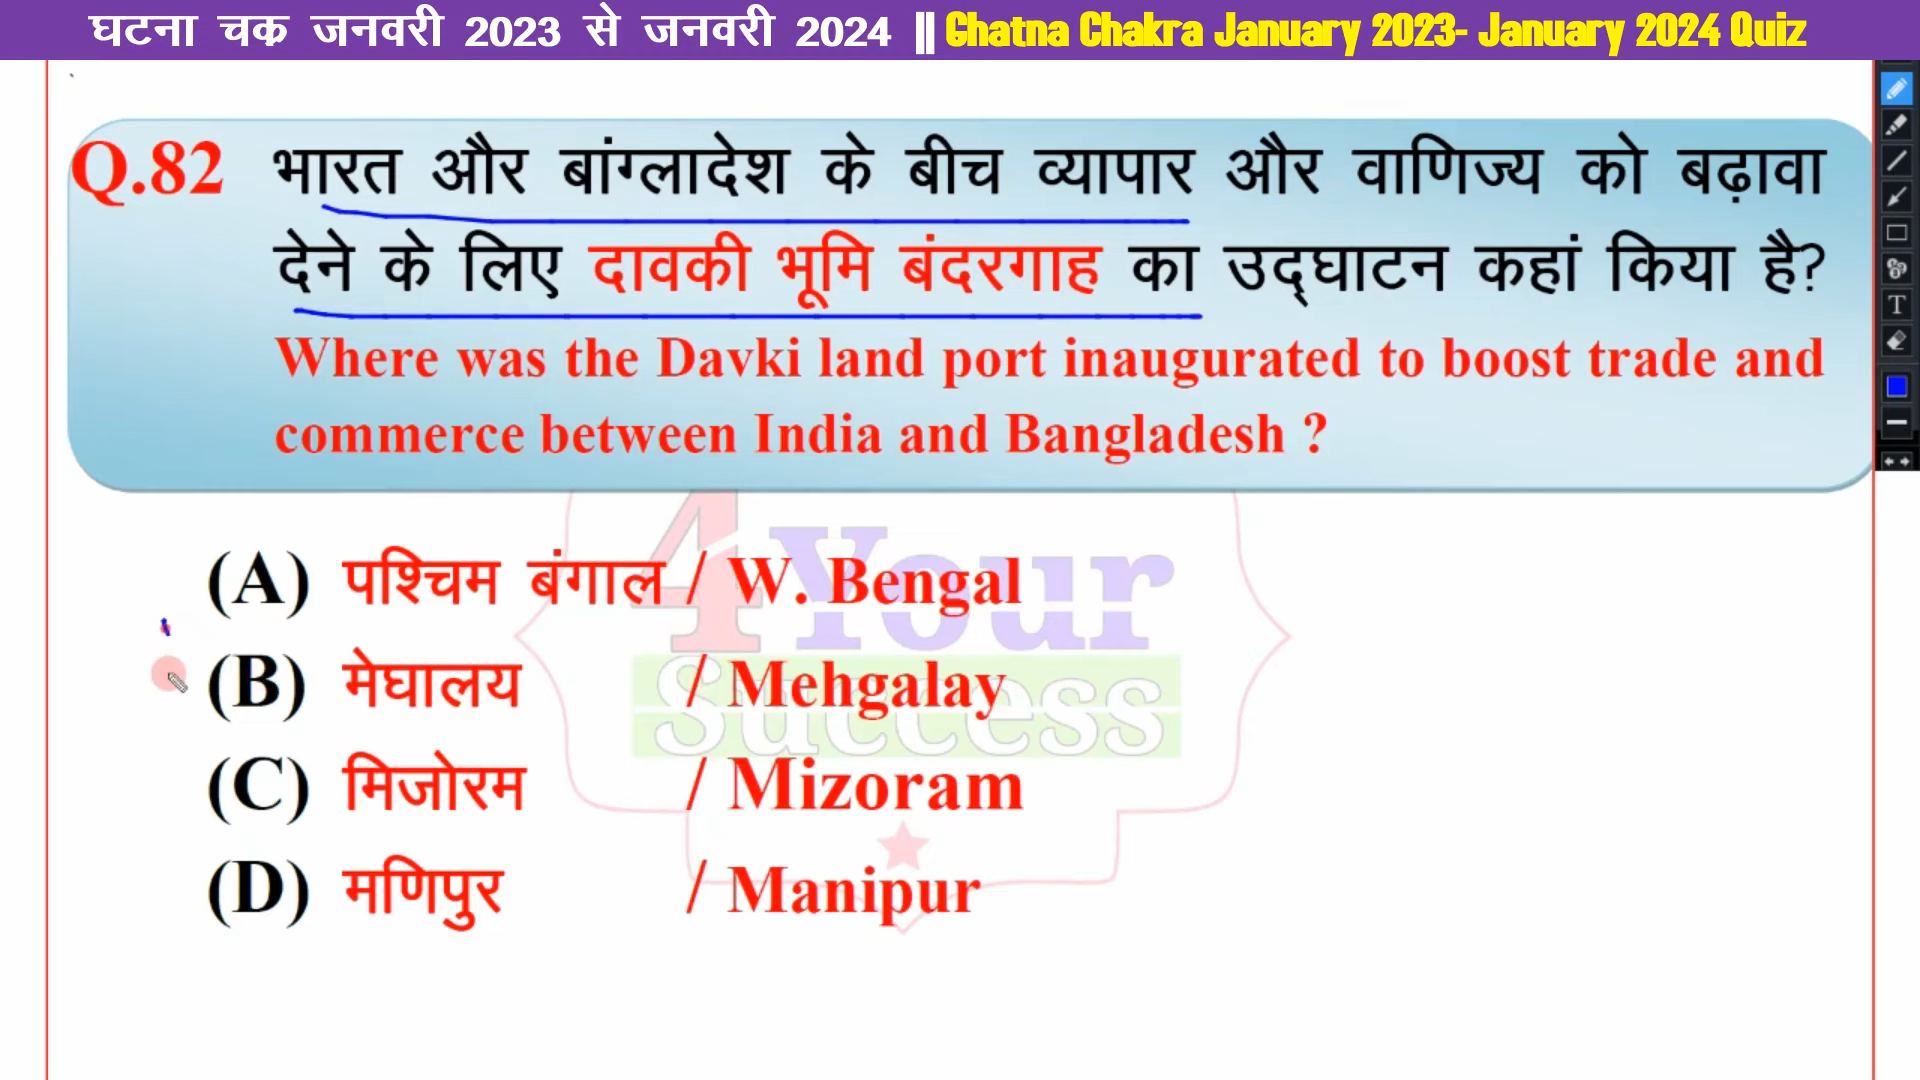 घटना चक्र जनवरी 2023 से जनवरी 2024 || Ghatna Chakra January 2023- January 2024 Quiz
Q.82 भारत और बांग्लादेश के बीच व्यापार और वाणिज्य को बढ़ावा
देने के लिए दावकी भूमि बंदरगाह का उद्घाटन कहां किया है?
Where was the Davki land port inaugurated to boost trade and
commerce between India and Bangladesh ?
(A) पश्चिम बंगाल / W. Bengal
(B) मेघालय / Mehgalay
(C) मिजोरम / Mizoram
(D) मणिपुर / Manipur
4Your
Success